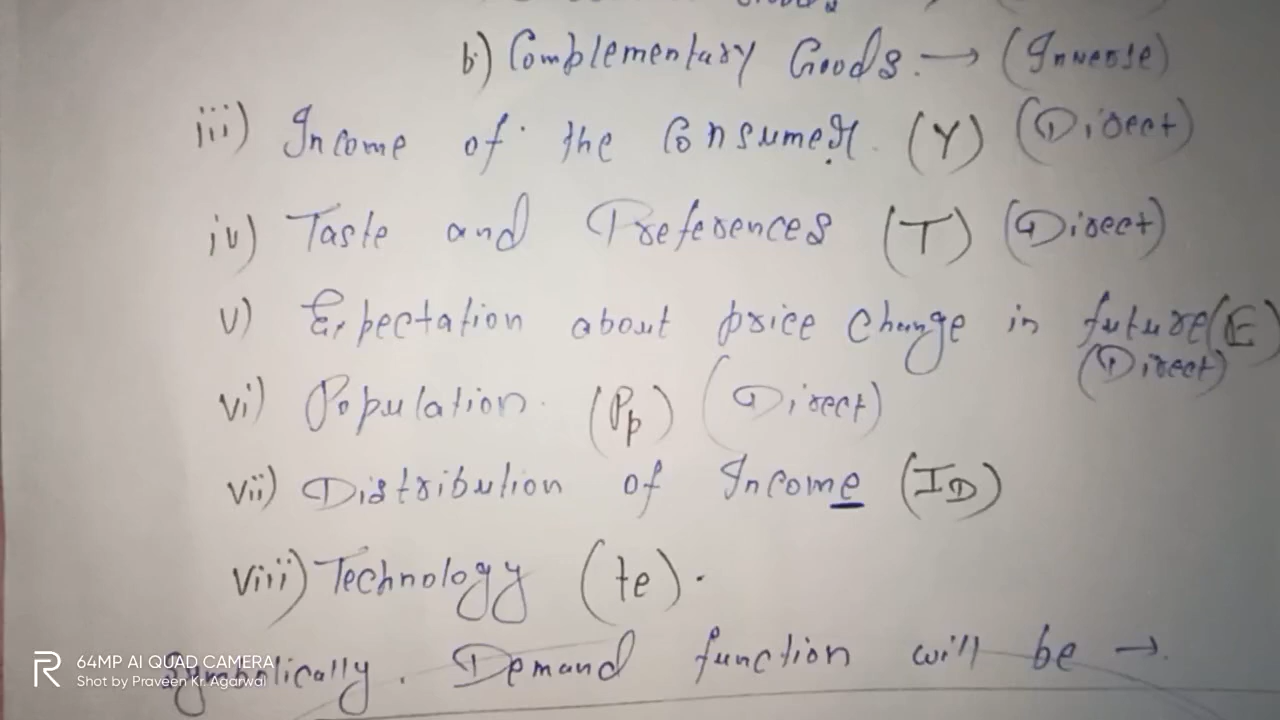 b) Complementary Goods. → (Inverse)
iii) Income of the Consumer. (Y) (Direct)
iv) Taste and Preferences (T) (Direct)
v) Expectation about price change in future (E)
(Direct)
vi) Population. (Pp) (Direct)
vii) Distribution of Income (ID)
viii) Technology (te).
Symbolically. Demand function will be →
64MP AI QUAD CAMERA
Shot by Praveen Kr. Agarwal